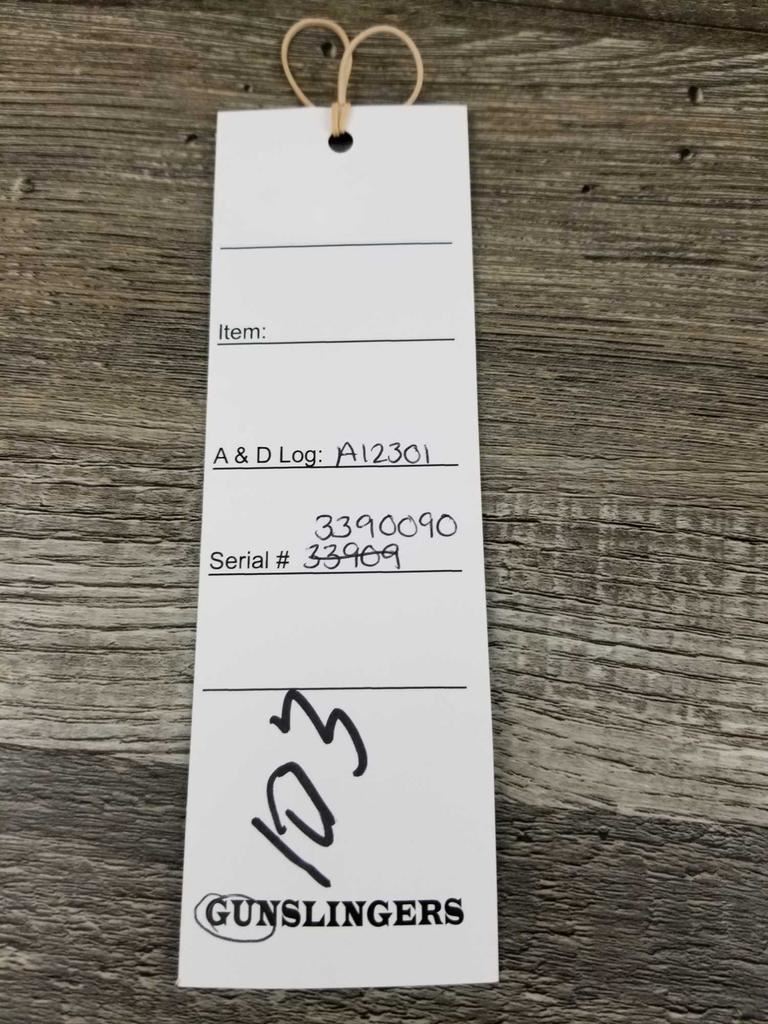 Item:
A & D Log: A12301
3390090
Serial # 33909
103
GUNSLINGERS